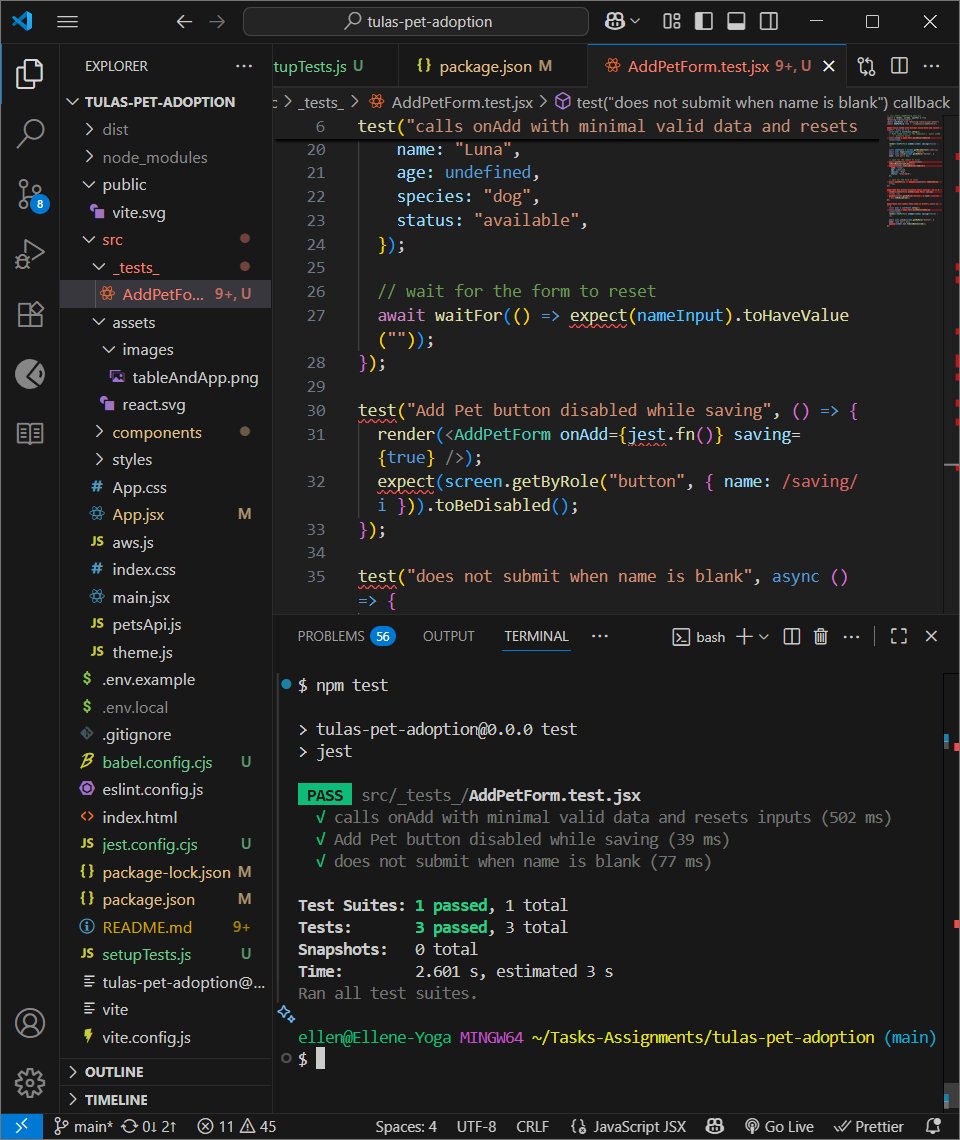 tulas-pet-adoption
EXPLORER
TULAS-PET-ADOPTION
dist
node_modules
public
vite.svg
src
_tests_
AddPetFo... 9+, U
assets
images
tableAndApp.png
react.svg
components
styles
# App.css
App.jsx M
JS aws.js
# index.css
main.jsx
JS petsApi.js
JS theme.js
$ .env.example
$ .env.local
.gitignore
babel.config.cjs U
eslint.config.js
<> index.html
jest.config.cjs U
{} package-lock.json M
{} package.json M
README.md 9+
JS setupTests.js U
tulas-pet-adoption@...
vite
vite.config.js
OUTLINE
TIMELINE
8
tupTests.js U
{} package.json M
AddPetForm.test.jsx 9+, U
c > _tests_ > AddPetForm.test.jsx > test("does not submit when name is blank") callback
6 test("calls onAdd with minimal valid data and resets
20 name: "Luna",
21 age: undefined,
22 species: "dog",
23 status: "available",
24 });
25
26 // wait for the form to reset
27 await waitFor(() => expect(nameInput).toHaveValue
(""));
28 });
29
30 test("Add Pet button disabled while saving", () => {
31 render(<AddPetForm onAdd={jest.fn()} saving=
{true} />);
32 expect(screen.getByRole("button", { name: /saving/
i })).toBeDisabled();
33 });
34
35 test("does not submit when name is blank", async ()
=> {
PROBLEMS 56 OUTPUT TERMINAL ... bash
$ npm test
> tulas-pet-adoption@0.0.0 test
> jest
PASS src/_tests_/AddPetForm.test.jsx
√ calls onAdd with minimal valid data and resets inputs (502 ms)
√ Add Pet button disabled while saving (39 ms)
√ does not submit when name is blank (77 ms)
Test Suites: 1 passed, 1 total
Tests: 3 passed, 3 total
Snapshots: 0 total
Time: 2.601 s, estimated 3 s
Ran all test suites.
ellen@Ellene-Yoga MINGW64 ~/Tasks-Assignments/tulas-pet-adoption (main)
$
main* 0↓ 2↑ 11 45 Spaces: 4 UTF-8 CRLF {} JavaScript JSX Go Live Prettier